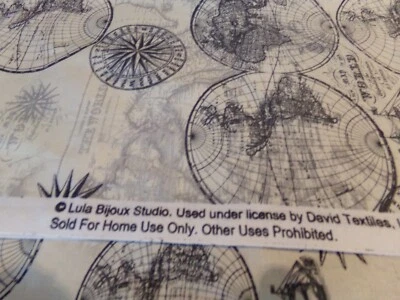 © Lula Bijoux Studio. Used under license by David Textiles, I
Sold For Home Use Only. Other Uses Prohibited.